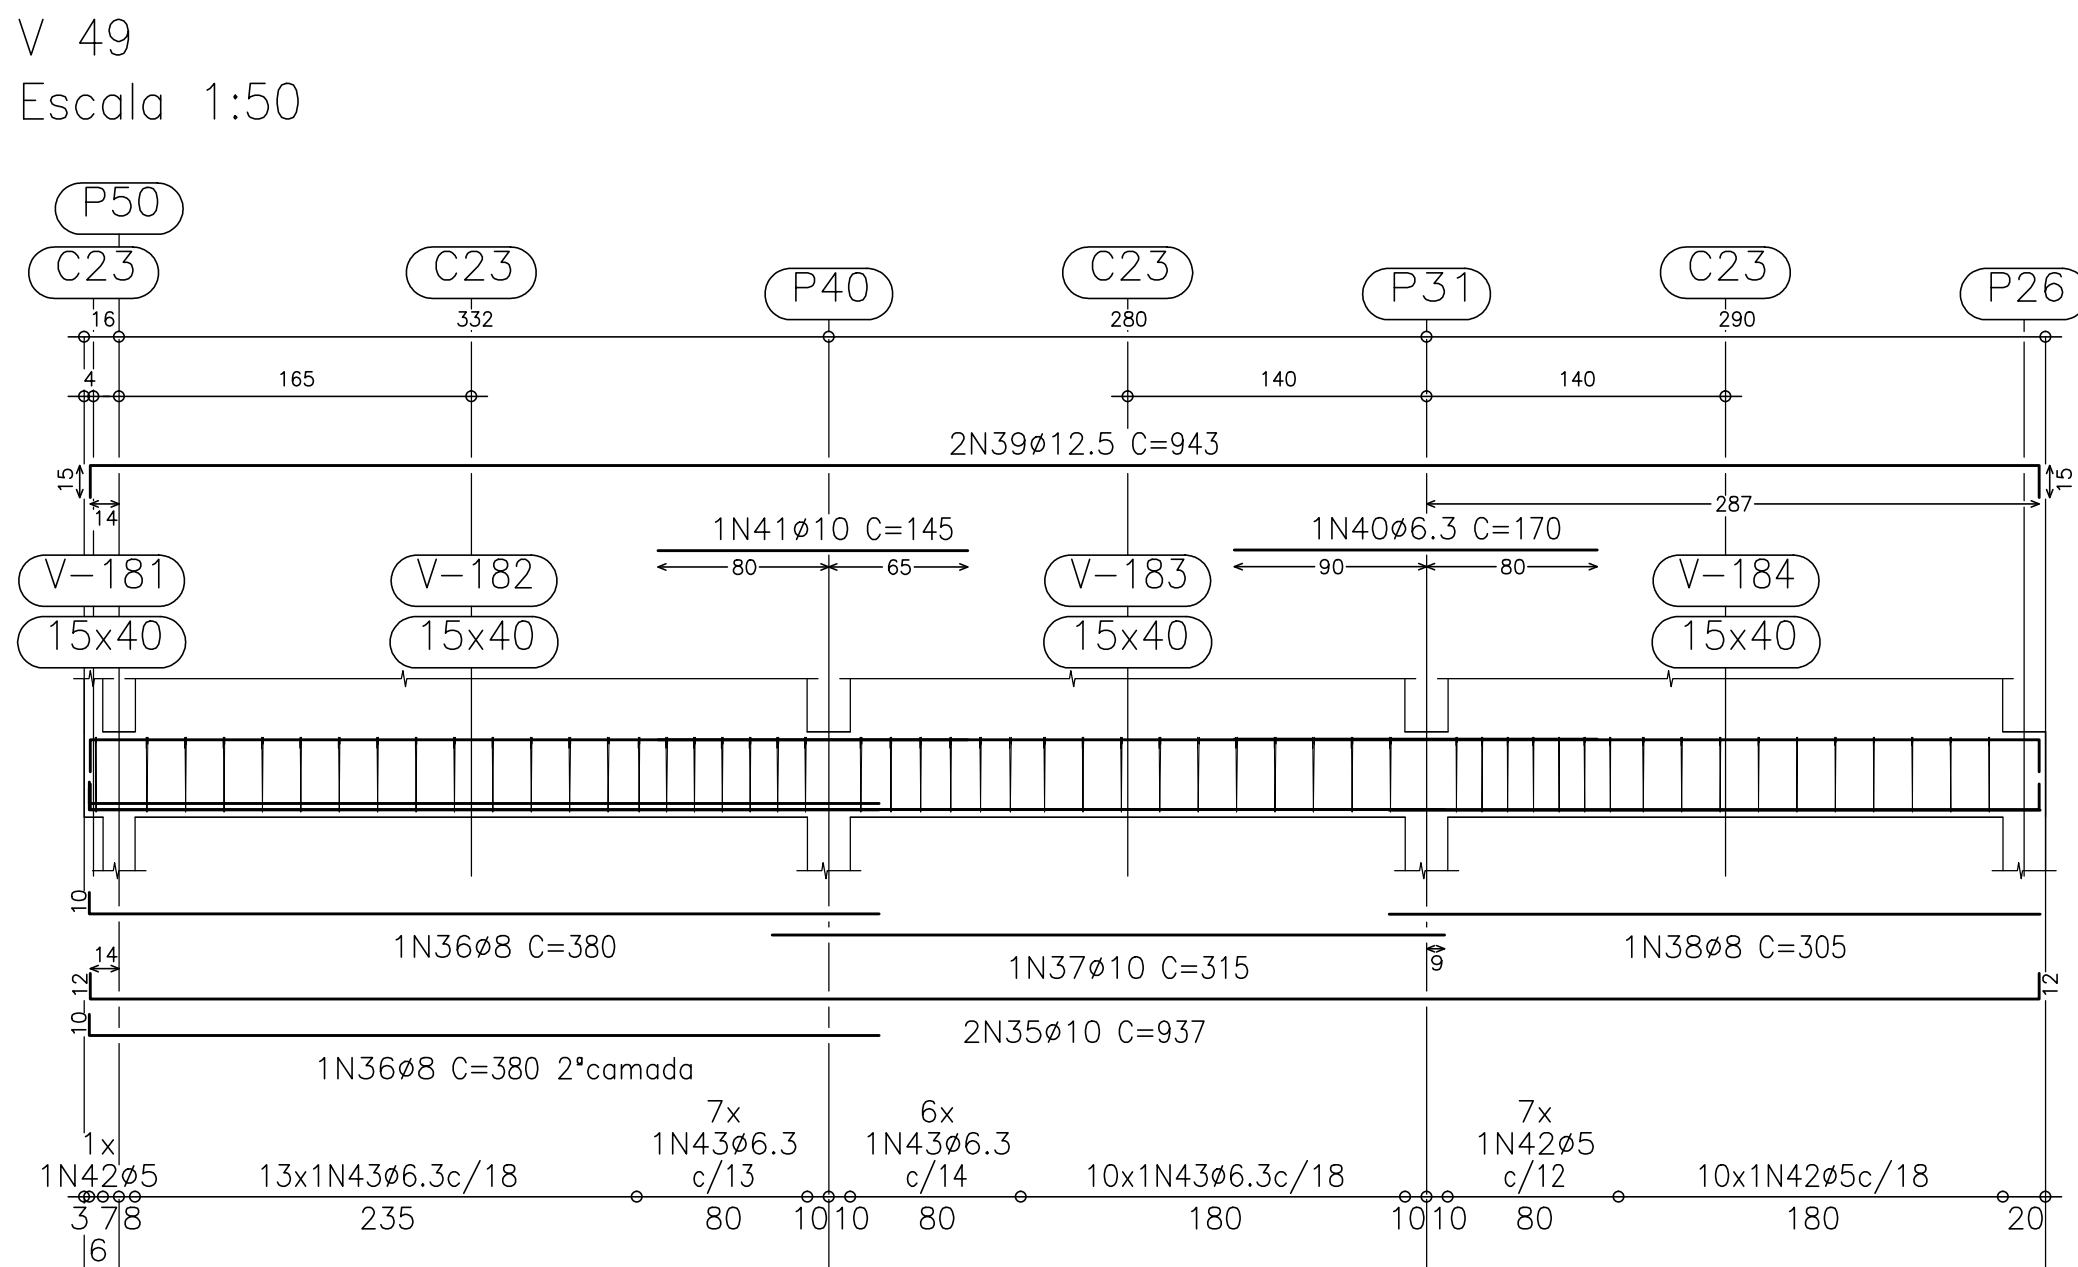 V 49
Escala 1:50
P50
C23
C23
P40
C23
P31
C23
P26
16
332
280
290
4
165
140
140
2N39ø12.5 C=943
15
15
14
287
1N41ø10 C=145
1N40ø6.3 C=170
80
65
90
80
V-181
V-182
V-183
V-184
15x40
15x40
15x40
15x40
10
1N36ø8 C=380
1N38ø8 C=305
14
9
1N37ø10 C=315
12
12
10
2N35ø10 C=937
1N36ø8 C=380 2ªcamada
1x
1N42ø5
13x1N43ø6.3c/18
7x
1N43ø6.3
c/13
6x
1N43ø6.3
c/14
10x1N43ø6.3c/18
7x
1N42ø5
c/12
10x1N42ø5c/18
3 7 8
235
80
10 10
80
180
10 10
80
180
20
6